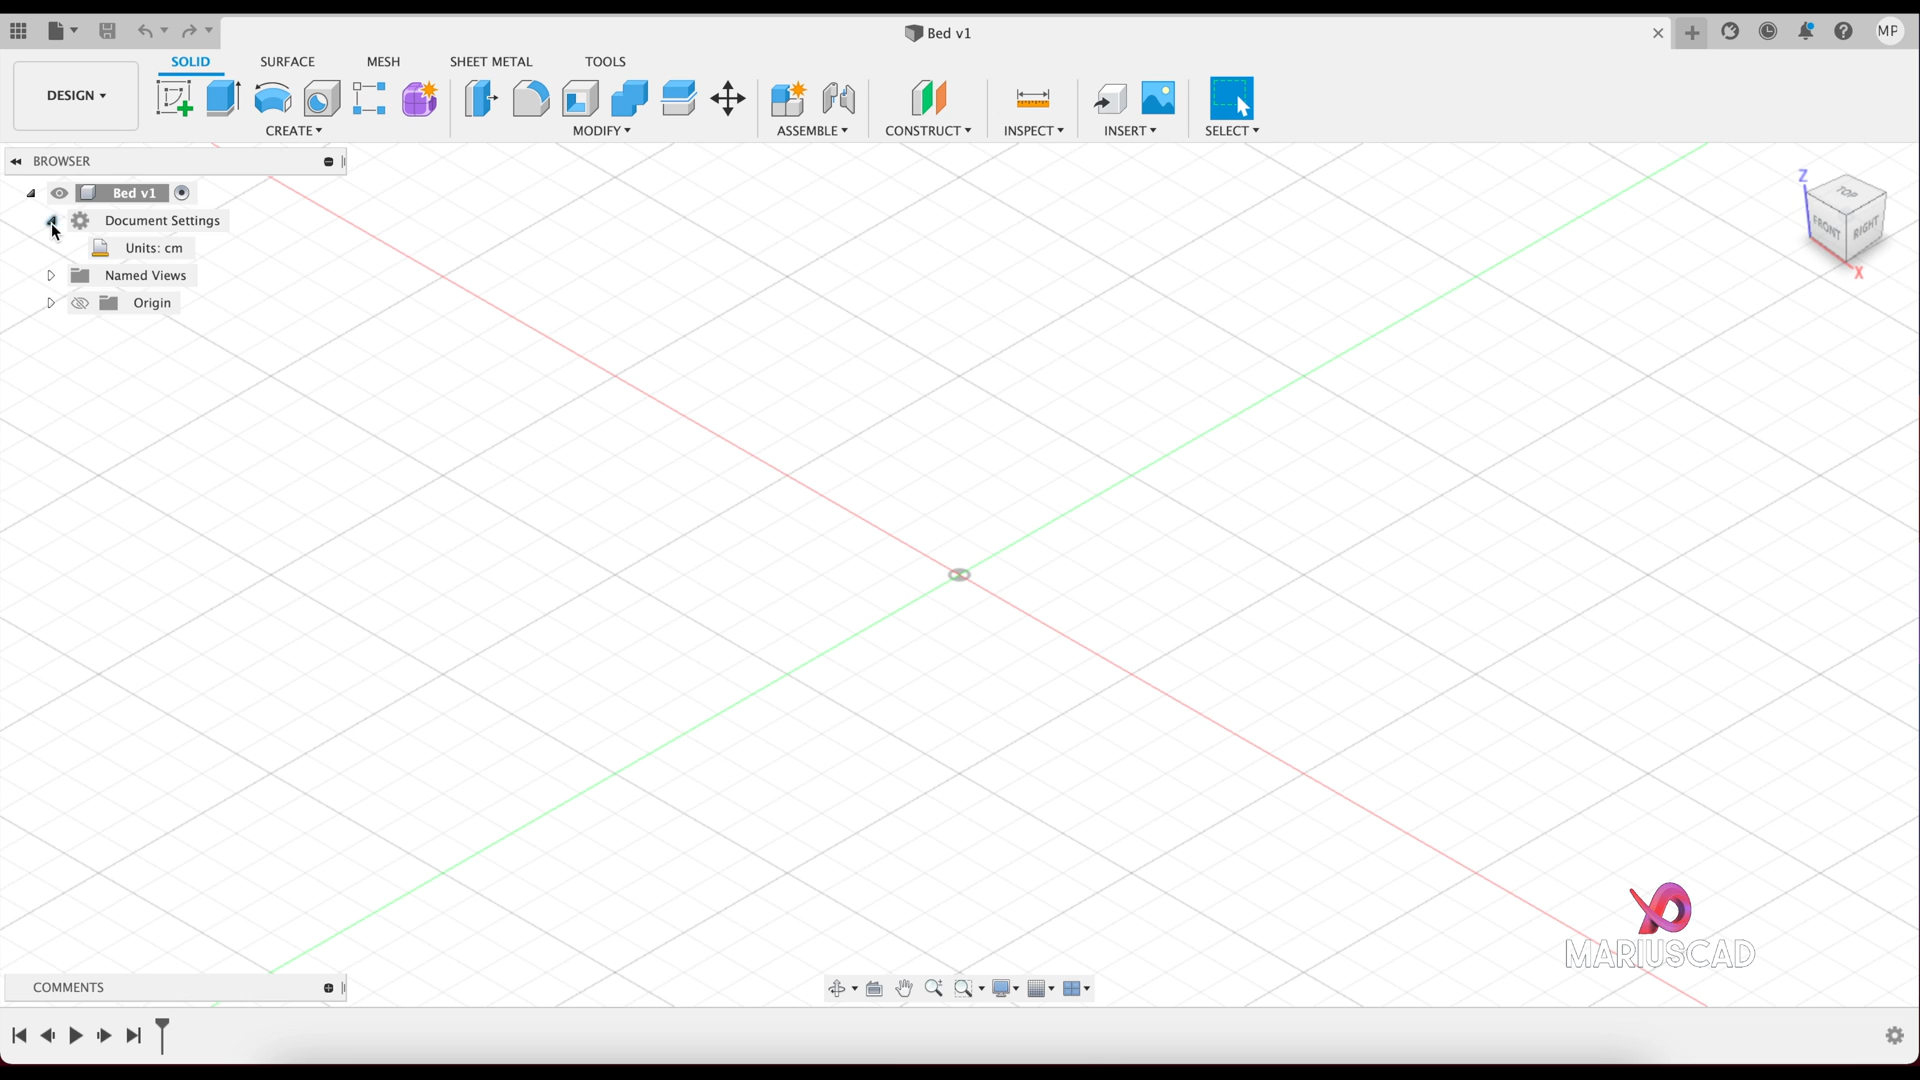 Bed v1
MP
SOLID SURFACE MESH SHEET METAL TOOLS
DESIGN
CREATE MODIFY ASSEMBLE CONSTRUCT INSPECT INSERT SELECT
BROWSER
Bed v1
Document Settings
Units: cm
Named Views
Origin
Z
TOP
FRONT
RIGHT
X
MARIUSCAD
COMMENTS